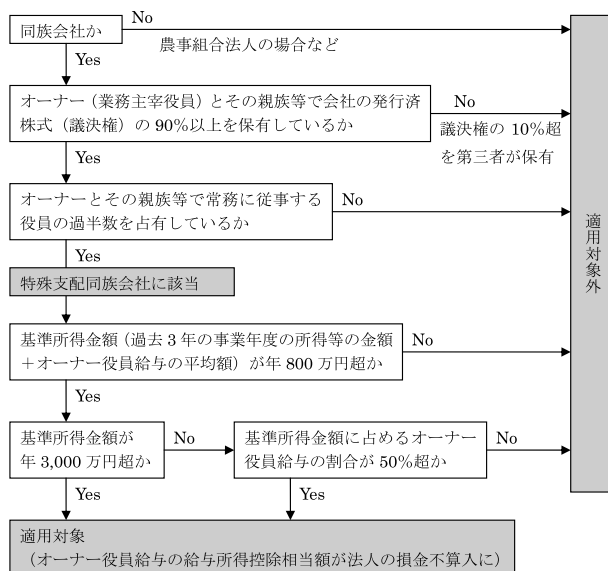 同族会社か
No
農事組合法人の場合など
Yes
オーナー（業務主宰役員）とその親族等で会社の発行済
株式（議決権）の90％以上を保有しているか
No
議決権の 10％超
を第三者が保有
Yes
オーナーとその親族等で常務に従事する
役員の過半数を占有しているか
No
適用対象外
Yes
特殊支配同族会社に該当
基準所得金額（過去3年の事業年度の所得等の金額
＋オーナー役員給与の平均額）が年 800 万円超か
No
Yes
基準所得金額が
年 3,000 万円超か
No
基準所得金額に占めるオーナー
役員給与の割合が 50％超か
No
Yes
Yes
適用対象
（オーナー役員給与の給与所得控除相当額が法人の損金不算入に）